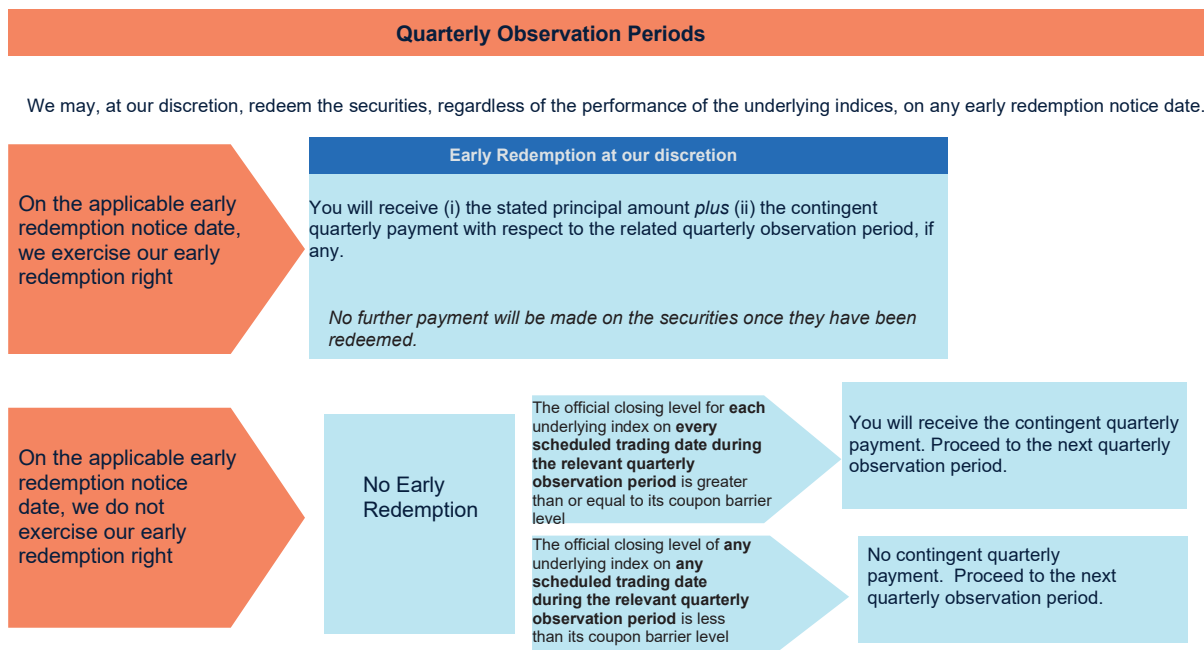 Quarterly Observation Periods
We may, at our discretion, redeem the securities, regardless of the performance of the underlying indices, on any early redemption notice date.
On the applicable early
redemption notice date,
we exercise our early
redemption right
Early Redemption at our discretion
You will receive (i) the stated principal amount plus (ii) the contingent
quarterly payment with respect to the related quarterly observation period, if
any.
No further payment will be made on the securities once they have been
redeemed.
On the applicable early
redemption notice
date, we do not
exercise our early
redemption right
No Early
Redemption
The official closing level for each
underlying index on every
scheduled trading date during
the relevant quarterly
observation period is greater
than or equal to its coupon barrier
level
You will receive the contingent quarterly
payment. Proceed to the next quarterly
observation period.
The official closing level of any
underlying index on any
scheduled trading date
during the relevant quarterly
observation period is less
than its coupon barrier level
No contingent quarterly
payment. Proceed to the next
quarterly observation period.